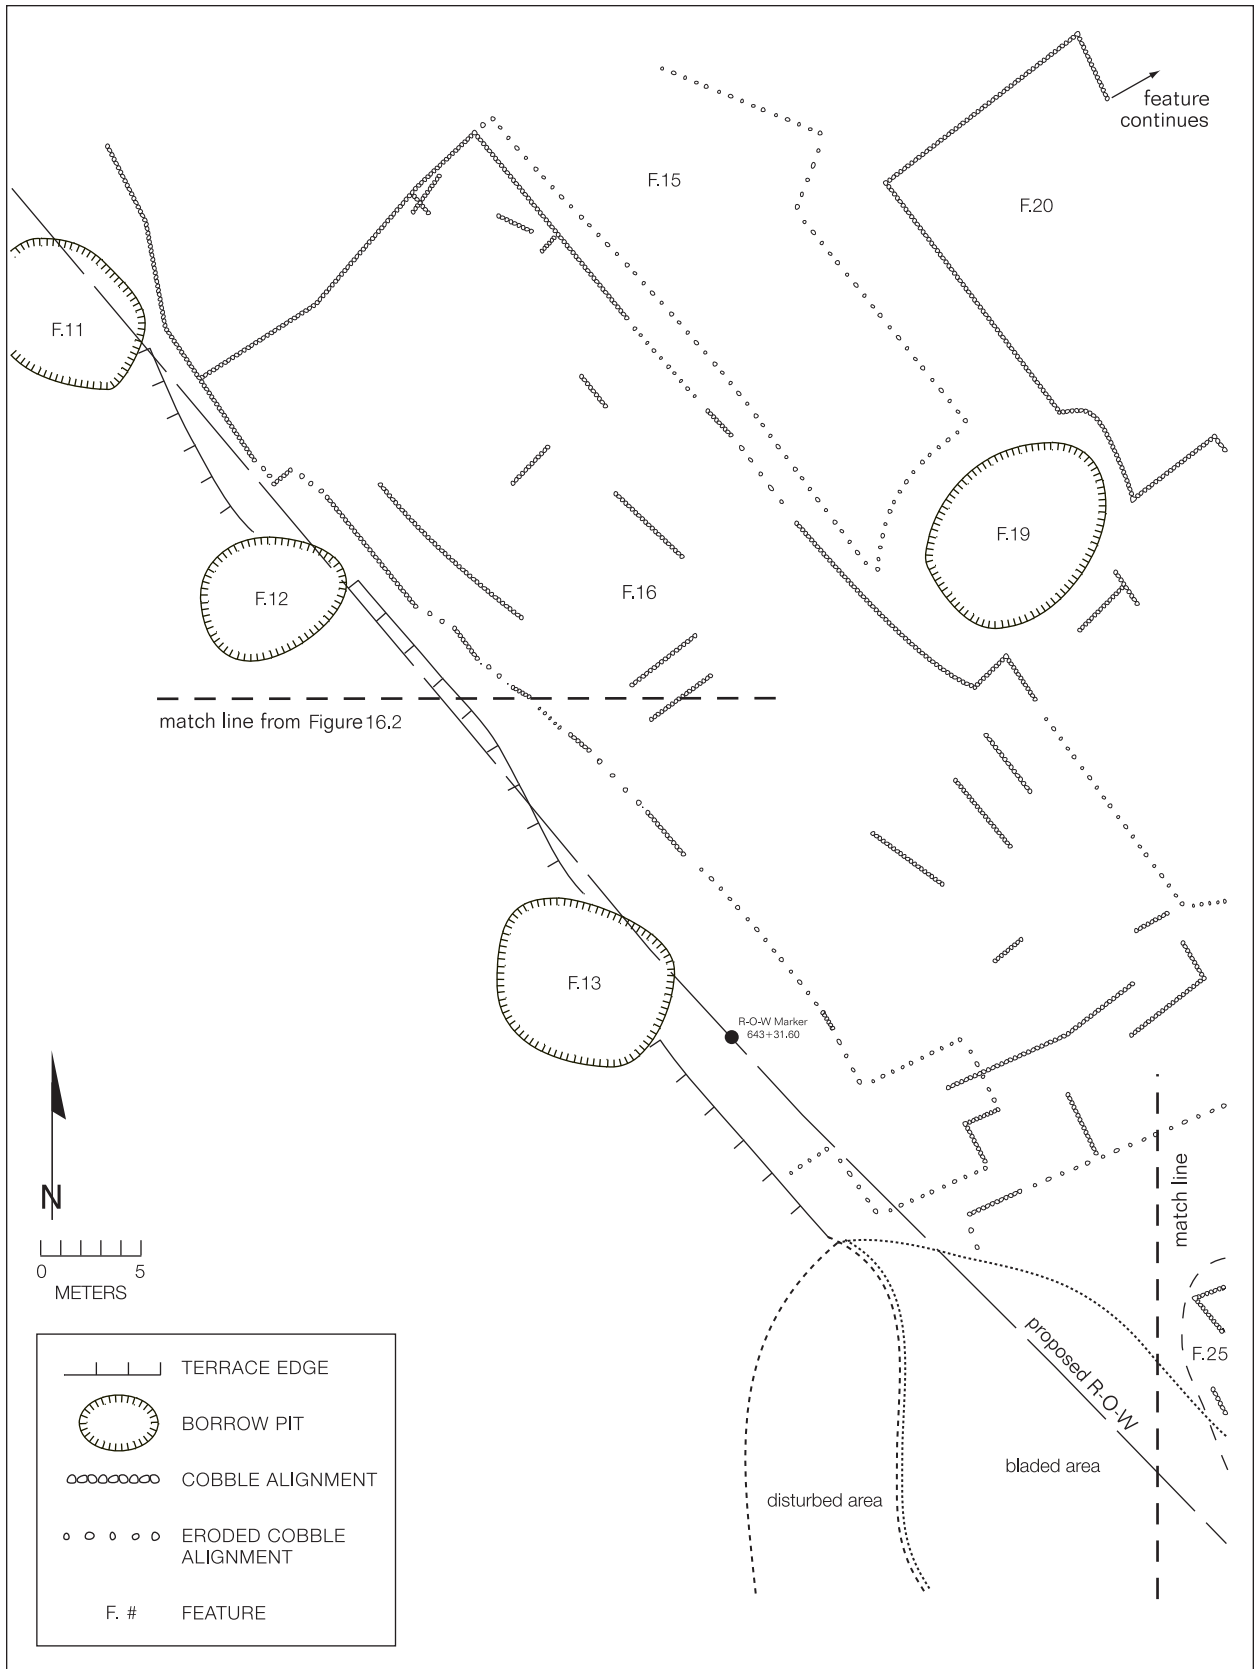 feature
continues
F.15
F.20
F.11
F.19
F.12
F.16
match line from Figure 16.2
F.13
R-O-W Marker
643+31.60
N
match line
0 5
METERS
proposed R-O-W
F.25
bladed area
disturbed area
TERRACE EDGE
BORROW PIT
COBBLE ALIGNMENT
ERODED COBBLE
ALIGNMENT
F. # FEATURE